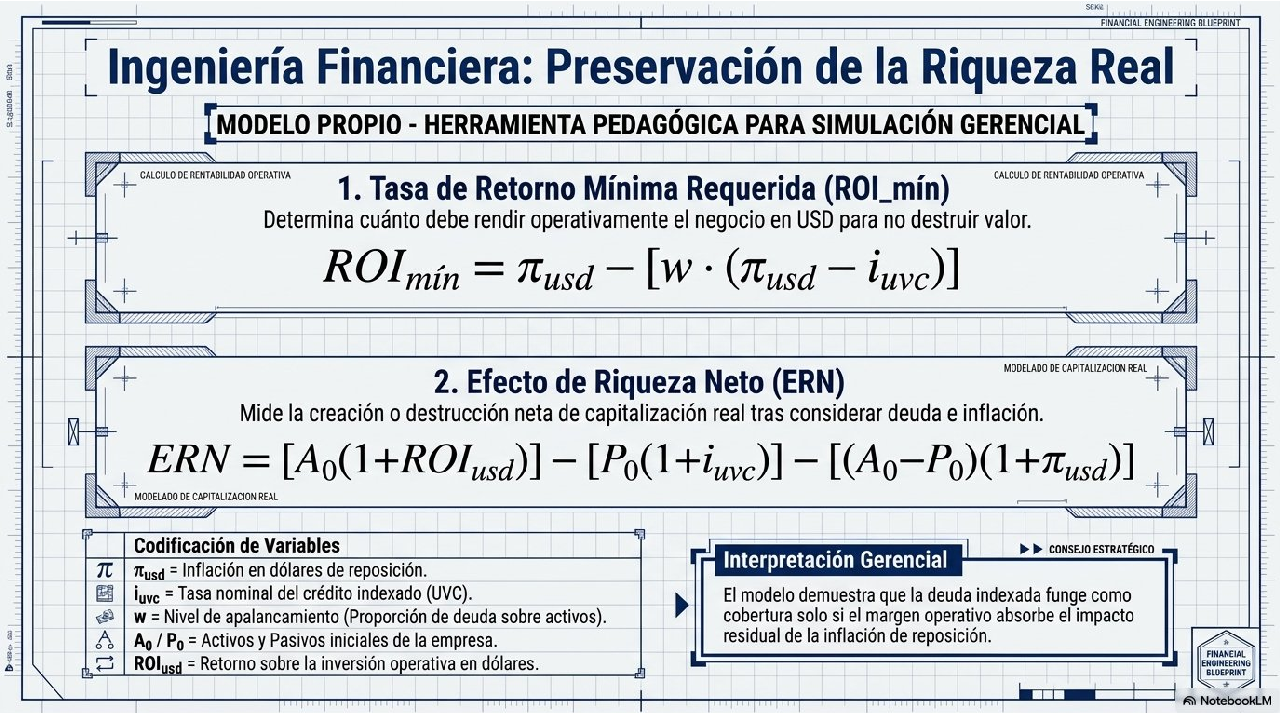 FINANCIAL ENGINEERING BLUEPRINT
Ingeniería Financiera: Preservación de la Riqueza Real
MODELO PROPIO - HERRAMIENTA PEDAGÓGICA PARA SIMULACIÓN GERENCIAL
CALCULO DE RENTABILIDAD OPERATIVA
CALCULO DE RENTABILIDAD OPERATIVA
1. Tasa de Retorno Mínima Requerida (ROI_mín)
Determina cuánto debe rendir operativamente el negocio en USD para no destruir valor.
ROI_mín = π_usd − [w · (π_usd − i_uvc)]
MODELADO DE CAPITALIZACION REAL
2. Efecto de Riqueza Neto (ERN)
Mide la creación o destrucción neta de capitalización real tras considerar deuda e inflación.
ERN = [A₀(1+ROI_usd)] − [P₀(1+i_uvc)] − [(A₀−P₀)(1+π_usd)]
MODELADO DE CAPITALIZACION REAL
Codificación de Variables
π π_usd = Inflación en dólares de reposición.
i_uvc = Tasa nominal del crédito indexado (UVC).
w = Nivel de apalancamiento (Proporción de deuda sobre activos).
A₀ / P₀ = Activos y Pasivos iniciales de la empresa.
ROI_usd = Retorno sobre la inversión operativa en dólares.
CONSEJO ESTRATÉGICO
Interpretación Gerencial
El modelo demuestra que la deuda indexada funge como
cobertura solo si el margen operativo absorbe el impacto
residual de la inflación de reposición.
FINANCIAL
ENGINEERING
BLUEPRINT
NotebookLM